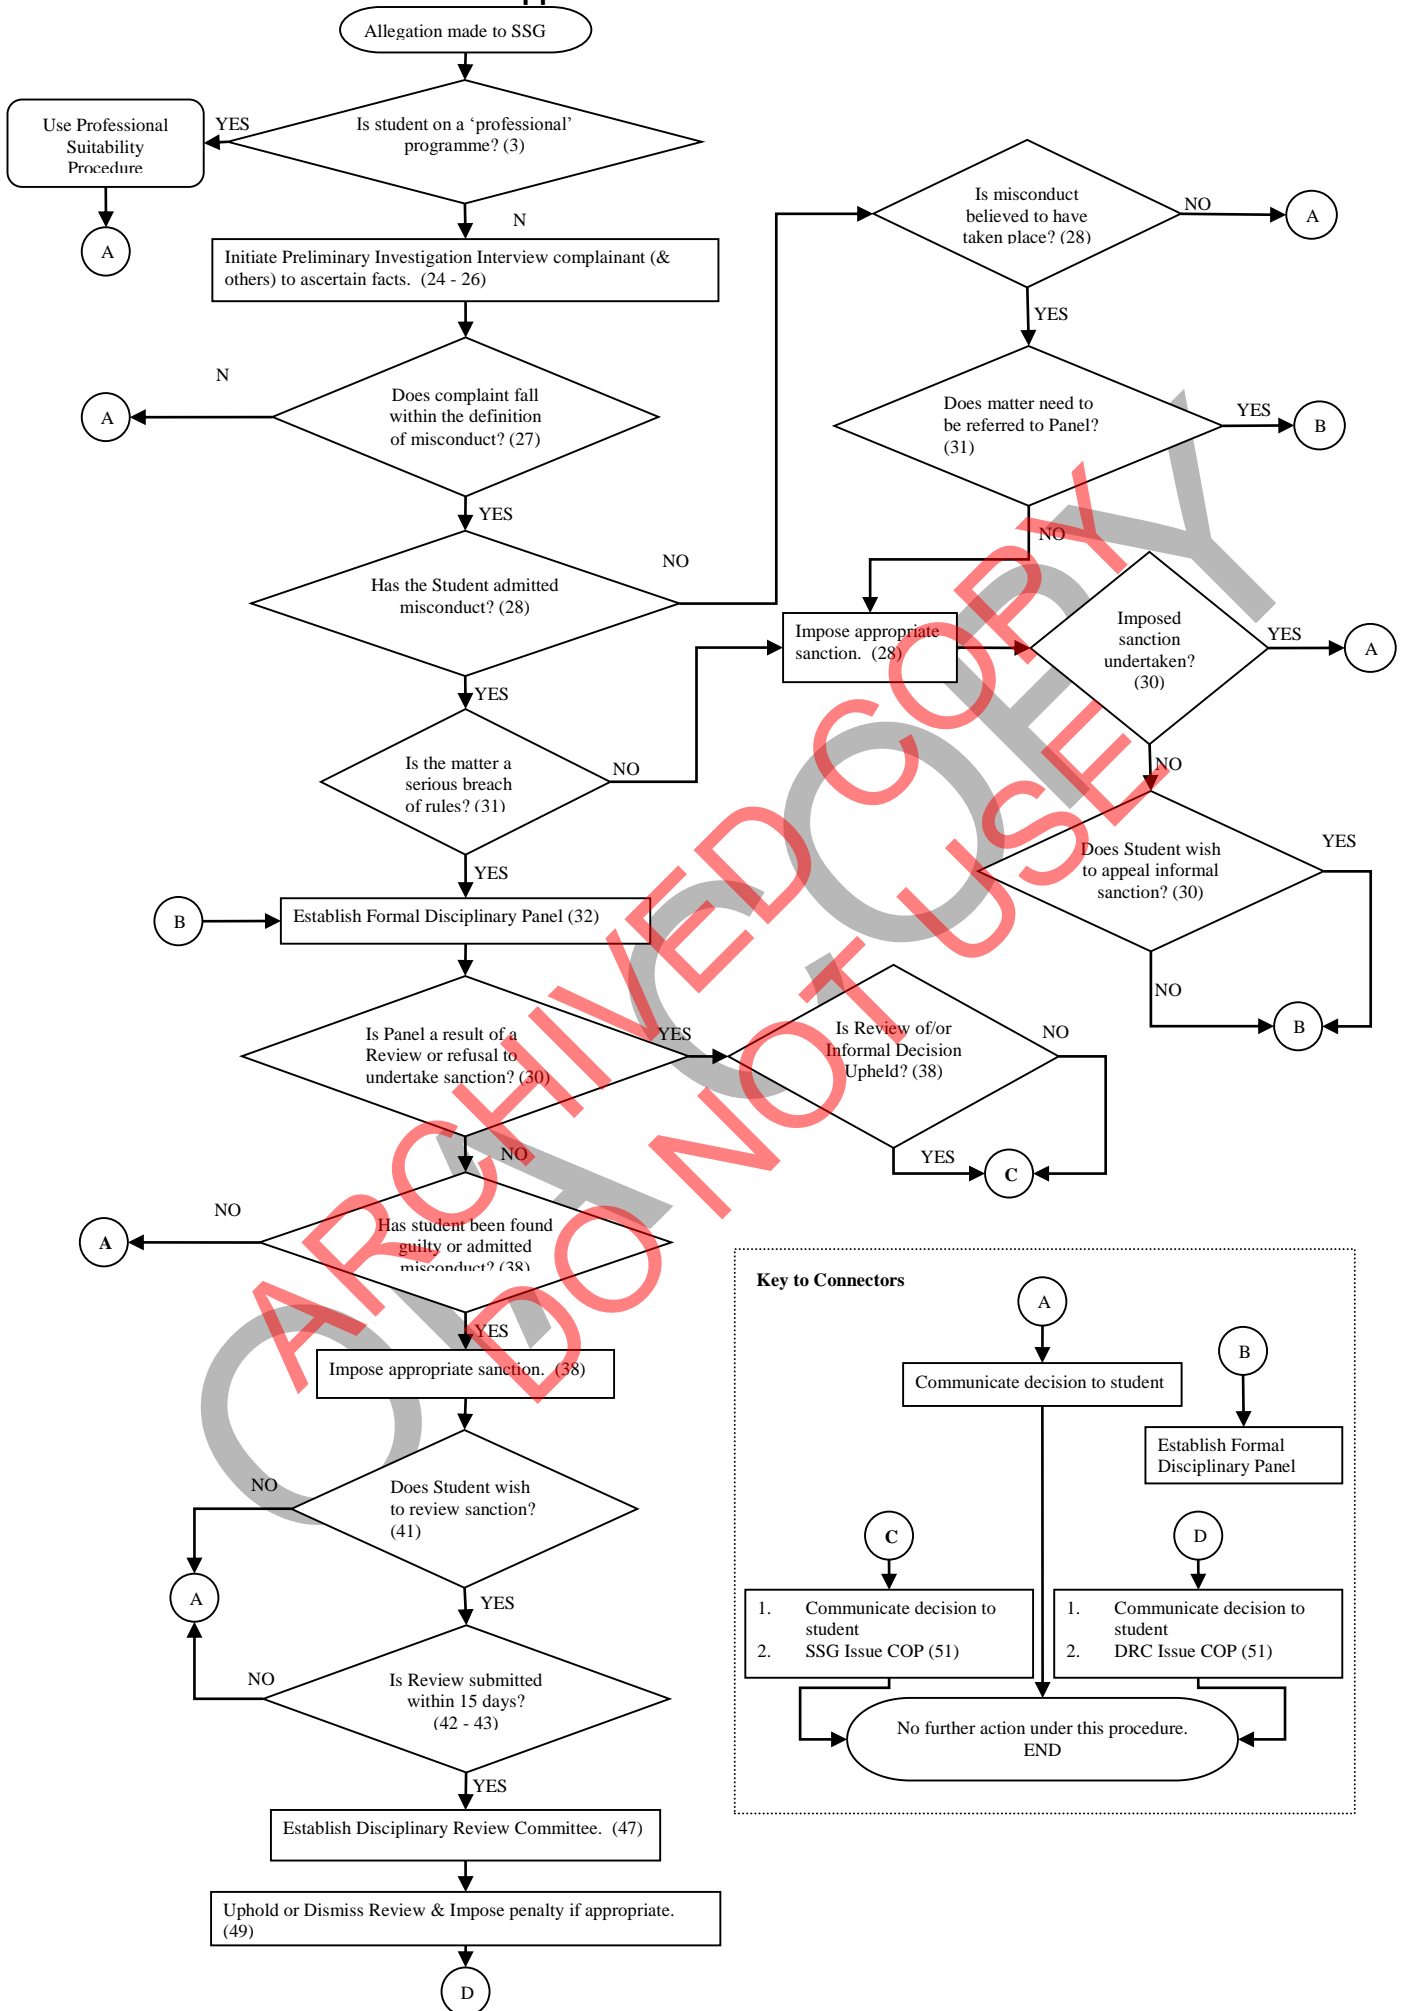 Allegation made to SSG
Is student on a ‘professional’
programme? (3)
YES
Use Professional
Suitability
Procedure
A
N
Initiate Preliminary Investigation Interview complainant (&
others) to ascertain facts. (24 - 26)
Does complaint fall
within the definition
of misconduct? (27)
N
A
YES
Has the Student admitted
misconduct? (28)
NO
YES
Is the matter a
serious breach
of rules? (31)
NO
YES
B
Establish Formal Disciplinary Panel (32)
Is Panel a result of a
Review or refusal to
undertake sanction? (30)
YES
NO
Has student been found
guilty or admitted
misconduct? (38)
NO
A
YES
Impose appropriate sanction. (38)
Does Student wish
to review sanction?
(41)
NO
A
YES
Is Review submitted
within 15 days?
(42 - 43)
NO
YES
Establish Disciplinary Review Committee. (47)
Uphold or Dismiss Review & Impose penalty if appropriate.
(49)
D
Is misconduct
believed to have
taken place? (28)
NO
A
YES
Does matter need to
be referred to Panel?
(31)
YES
B
NO
Impose appropriate
sanction. (28)
Imposed
sanction
undertaken?
(30)
YES
A
NO
Does Student wish
to appeal informal
sanction? (30)
YES
NO
B
Is Review of/or
Informal Decision
Upheld? (38)
NO
YES
C
Key to Connectors
A
Communicate decision to student
B
Establish Formal
Disciplinary Panel
C
1. Communicate decision to
student
2. SSG Issue COP (51)
D
1. Communicate decision to
student
2. DRC Issue COP (51)
No further action under this procedure.
END
ARCHIVED COPY
DO NOT USE
COPY